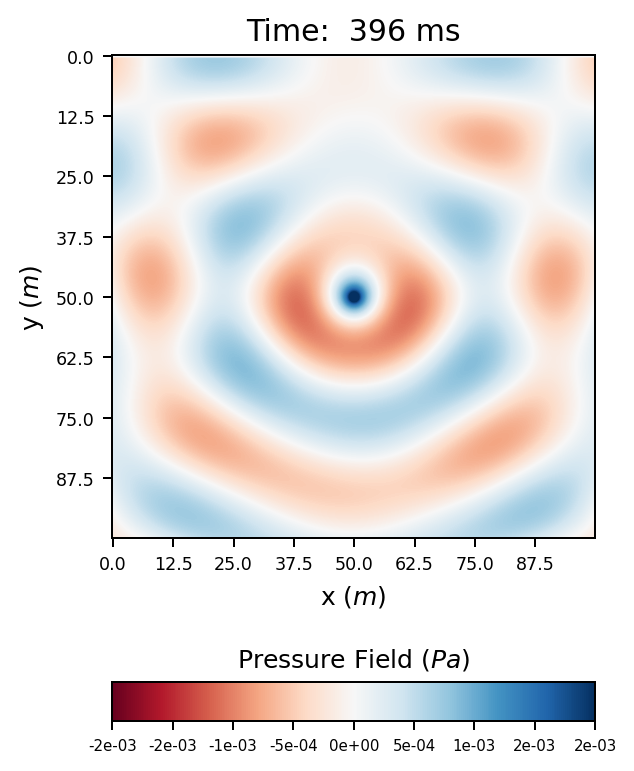 Time:  396 ms
0.0
12.5
25.0
37.5
50.0
62.5
75.0
87.5
y (m)
0.0 12.5 25.0 37.5 50.0 62.5 75.0 87.5
x (m)
Pressure Field (Pa)
-2e-03 -2e-03 -1e-03 -5e-04 0e+00 5e-04 1e-03 2e-03 2e-03